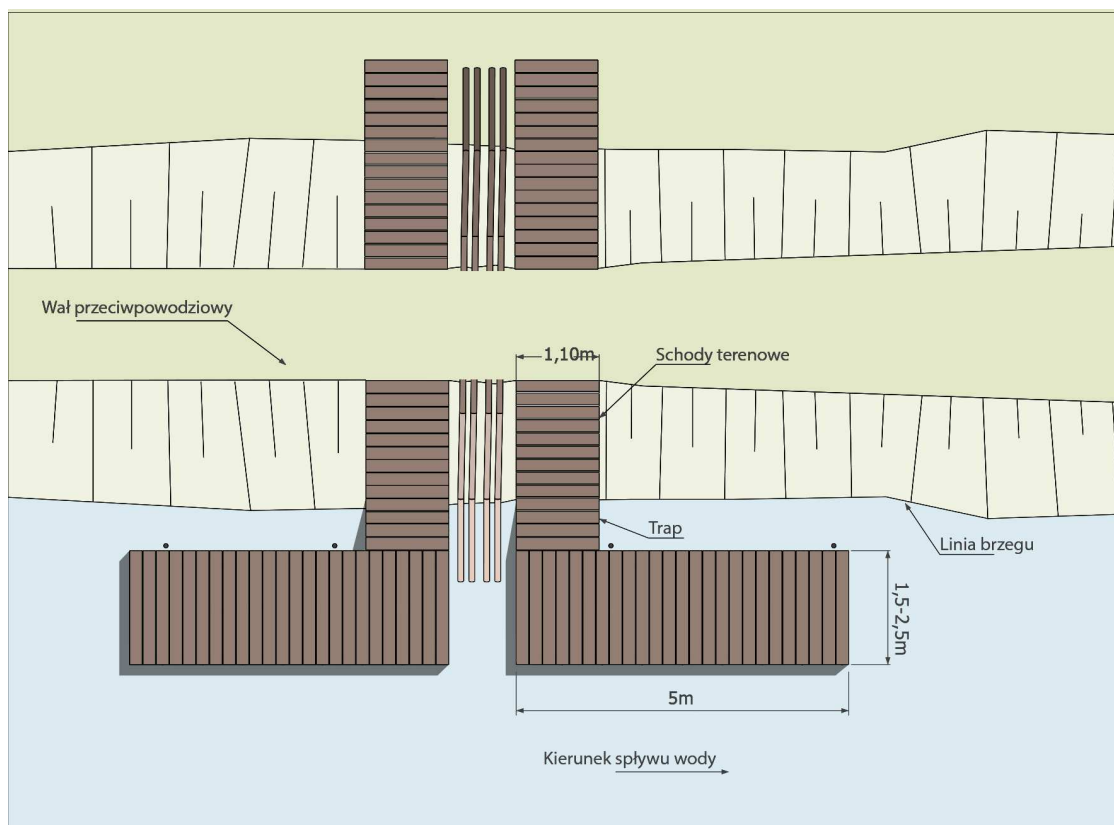 Wał przeciwpowodziowy
1,10m
Schody terenowe
Trap
Linia brzegu
1,5-2,5m
5m
Kierunek spływu wody